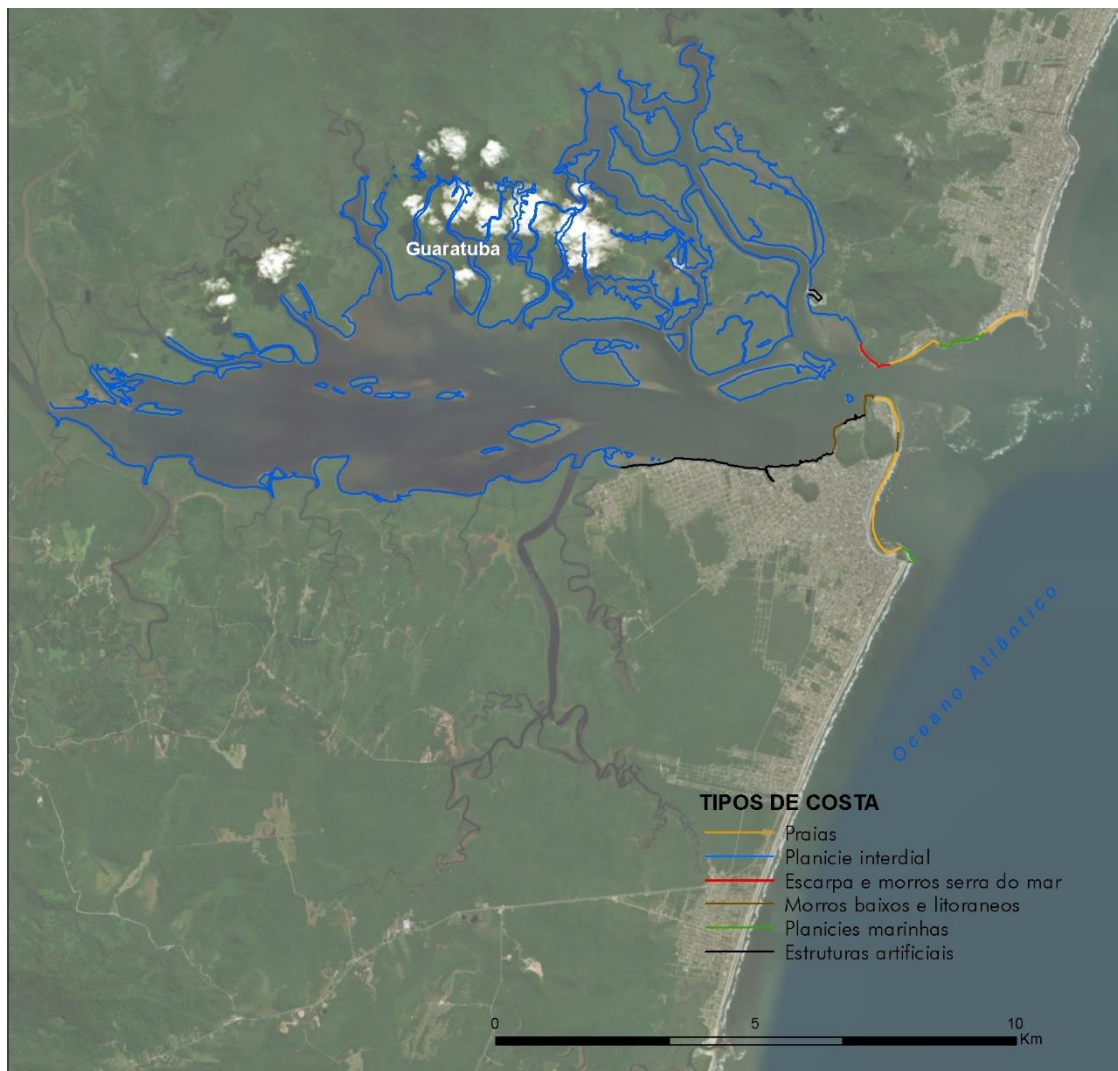 Guaratuba
Oceano Atlântico
TIPOS DE COSTA
Praias
Planicie interdial
Escarpa e morros serra do mar
Morros baixos e litoraneos
Planicies marinhas
Estruturas artificiais
0 5 10
Km